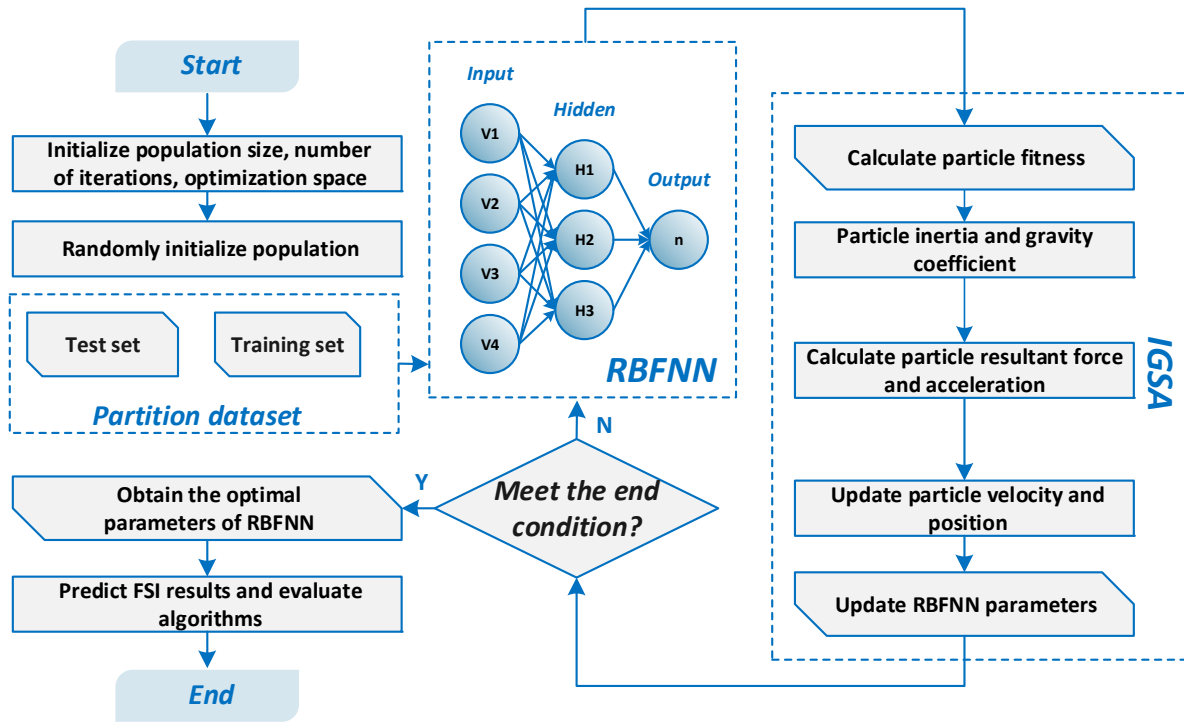 Start
Initialize population size, number
of iterations, optimization space
Randomly initialize population
Test set
Training set
Partition dataset
Input
Hidden
Output
V1
V2
V3
V4
H1
H2
H3
n
RBFNN
Calculate particle fitness
Particle inertia and gravity
coefficient
Calculate particle resultant force
and acceleration
Update particle velocity and
position
Update RBFNN parameters
IGSA
N
Meet the end
condition?
Y
Obtain the optimal
parameters of RBFNN
Predict FSI results and evaluate
algorithms
End